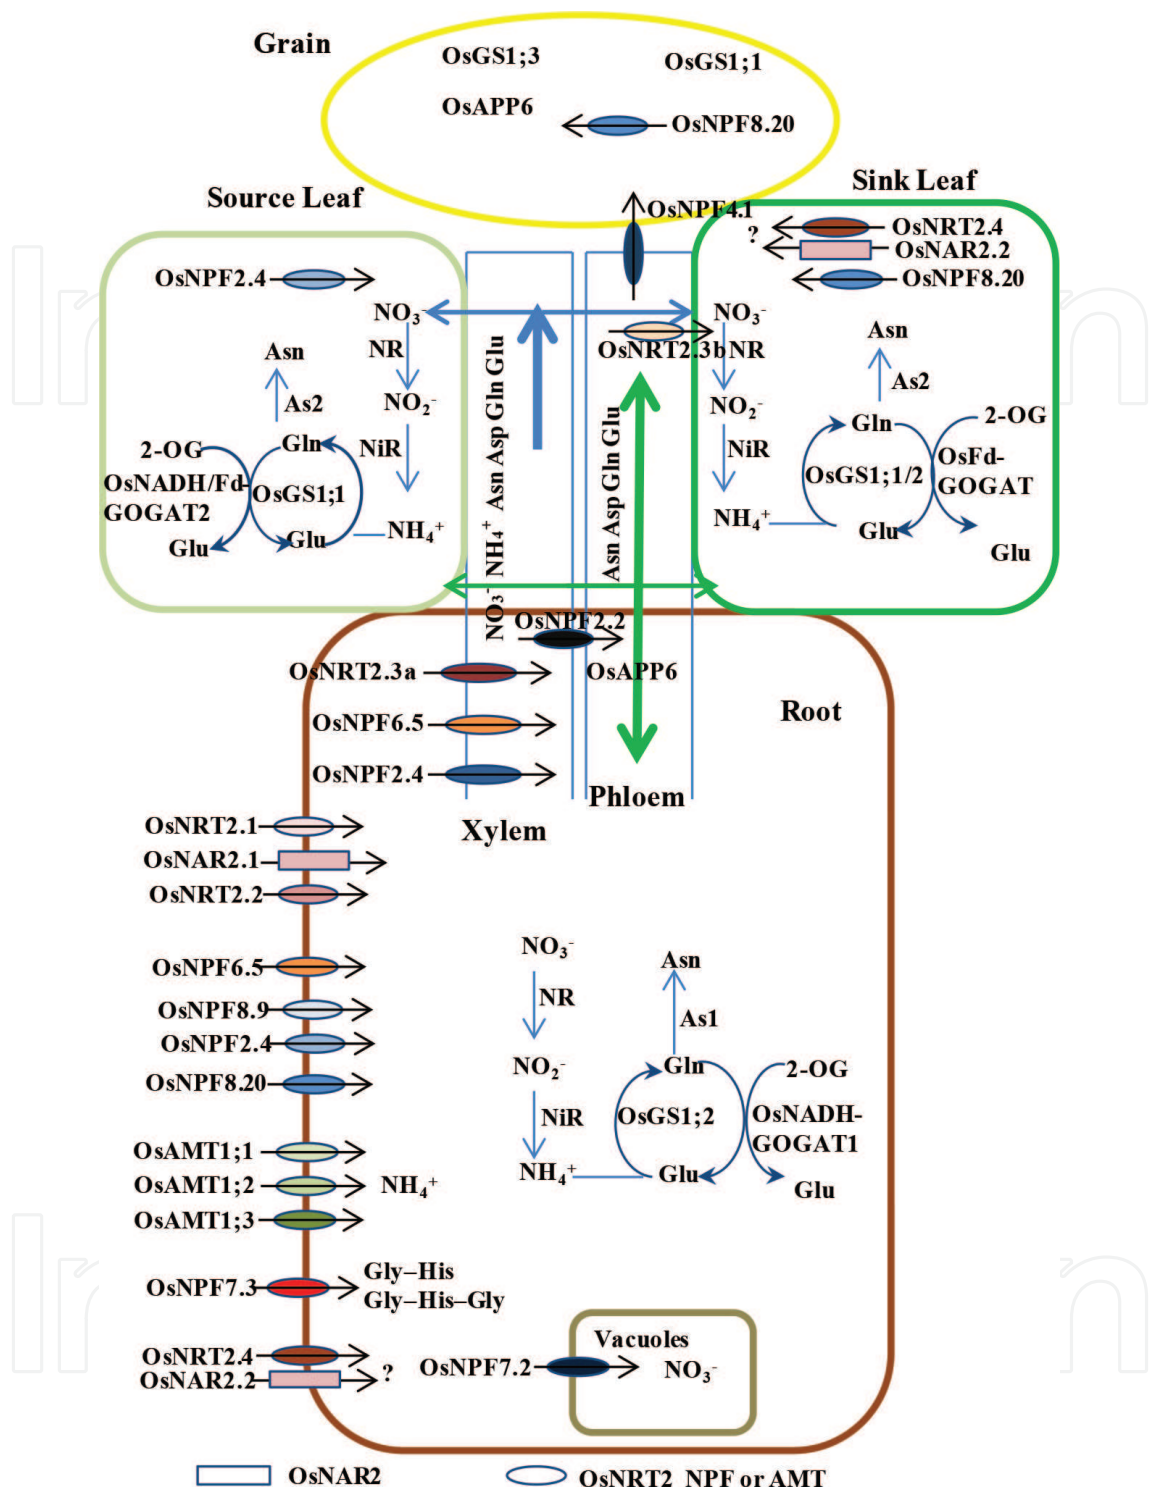 Grain
OsGS1;3
OsGS1;1
OsAPP6
OsNPF8.20
Source Leaf
Sink Leaf
OsNPF4.1
OsNRT2.4
?
OsNAR2.2
OsNPF8.20
OsNPF2.4
NO₃⁻
NR
NO₂⁻
NiR
NH₄⁺
Asn
As2
Gln
2-OG
OsNADH/Fd-
GOGAT2
OsGS1;1
Glu
Glu
NO₃⁻ NH₄⁺ Asn Asp Gln Glu
Asn Asp Gln Glu
OsNRT2.3b
NO₃⁻
NR
NO₂⁻
NiR
NH₄⁺
Asn
As2
Gln
2-OG
OsGS1;1/2
OsFd-
GOGAT
Glu
Glu
OsNPF2.2
OsNRT2.3a
OsAPP6
OsNPF6.5
OsNPF2.4
Root
Phloem
Xylem
OsNRT2.1
OsNAR2.1
OsNRT2.2
OsNPF6.5
OsNPF8.9
OsNPF2.4
OsNPF8.20
NO₃⁻
NR
NO₂⁻
NiR
NH₄⁺
Asn
As1
Gln
2-OG
OsGS1;2
OsNADH-
GOGAT1
Glu
Glu
OsAMT1;1
OsAMT1;2
NH₄⁺
OsAMT1;3
OsNPF7.3
Gly–His
Gly–His–Gly
OsNRT2.4
OsNAR2.2
?
Vacuoles
OsNPF7.2
NO₃⁻
OsNAR2
OsNRT2 NPF or AMT